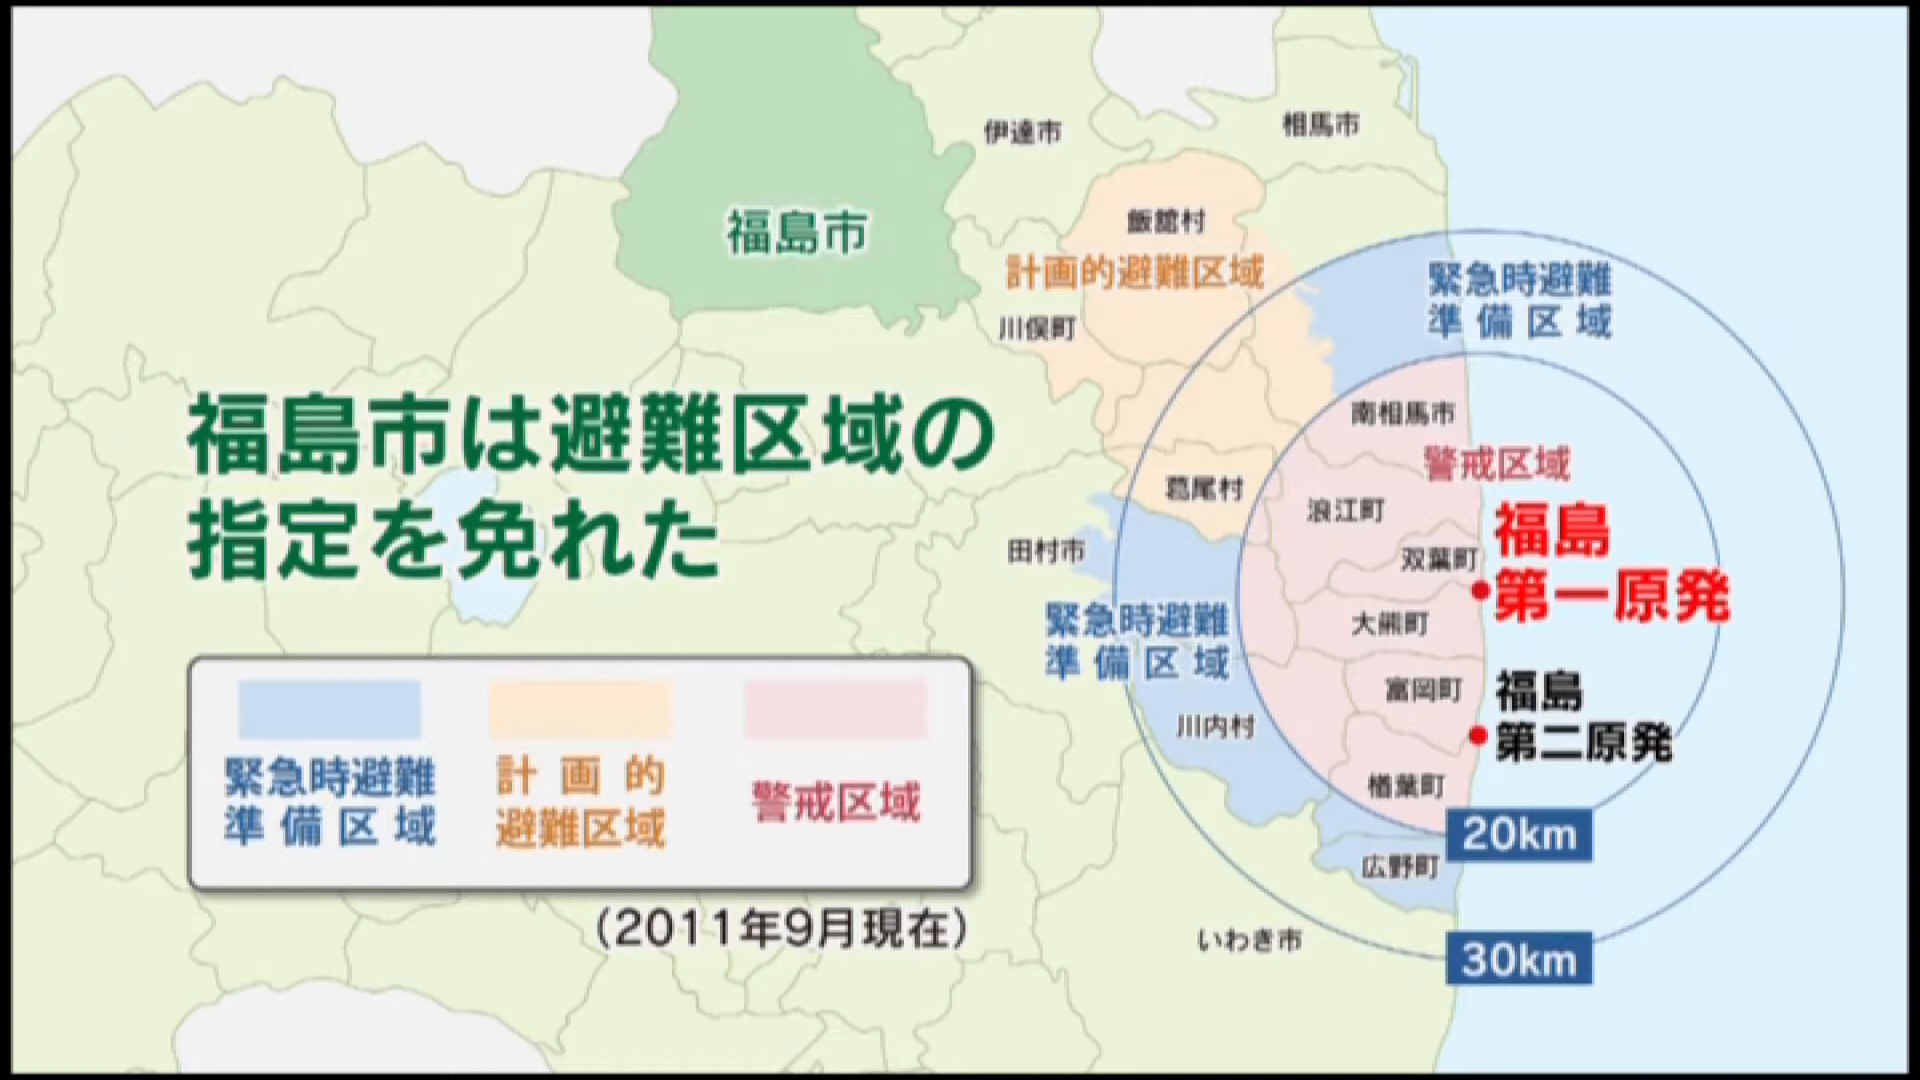 伊達市
相馬市
福島市
飯舘村
計画的避難区域
緊急時避難
準備区域
川俣町
福島市は避難区域の
指定を免れた
南相馬市
警戒区域
葛尾村
浪江町
福島
第一原発
双葉町
田村市
緊急時避難
準備区域
大熊町
富岡町
福島
第二原発
川内村
楢葉町
20km
広野町
いわき市
30km
緊急時避難
準備区域
計画的
避難区域
警戒区域
（2011年9月現在）